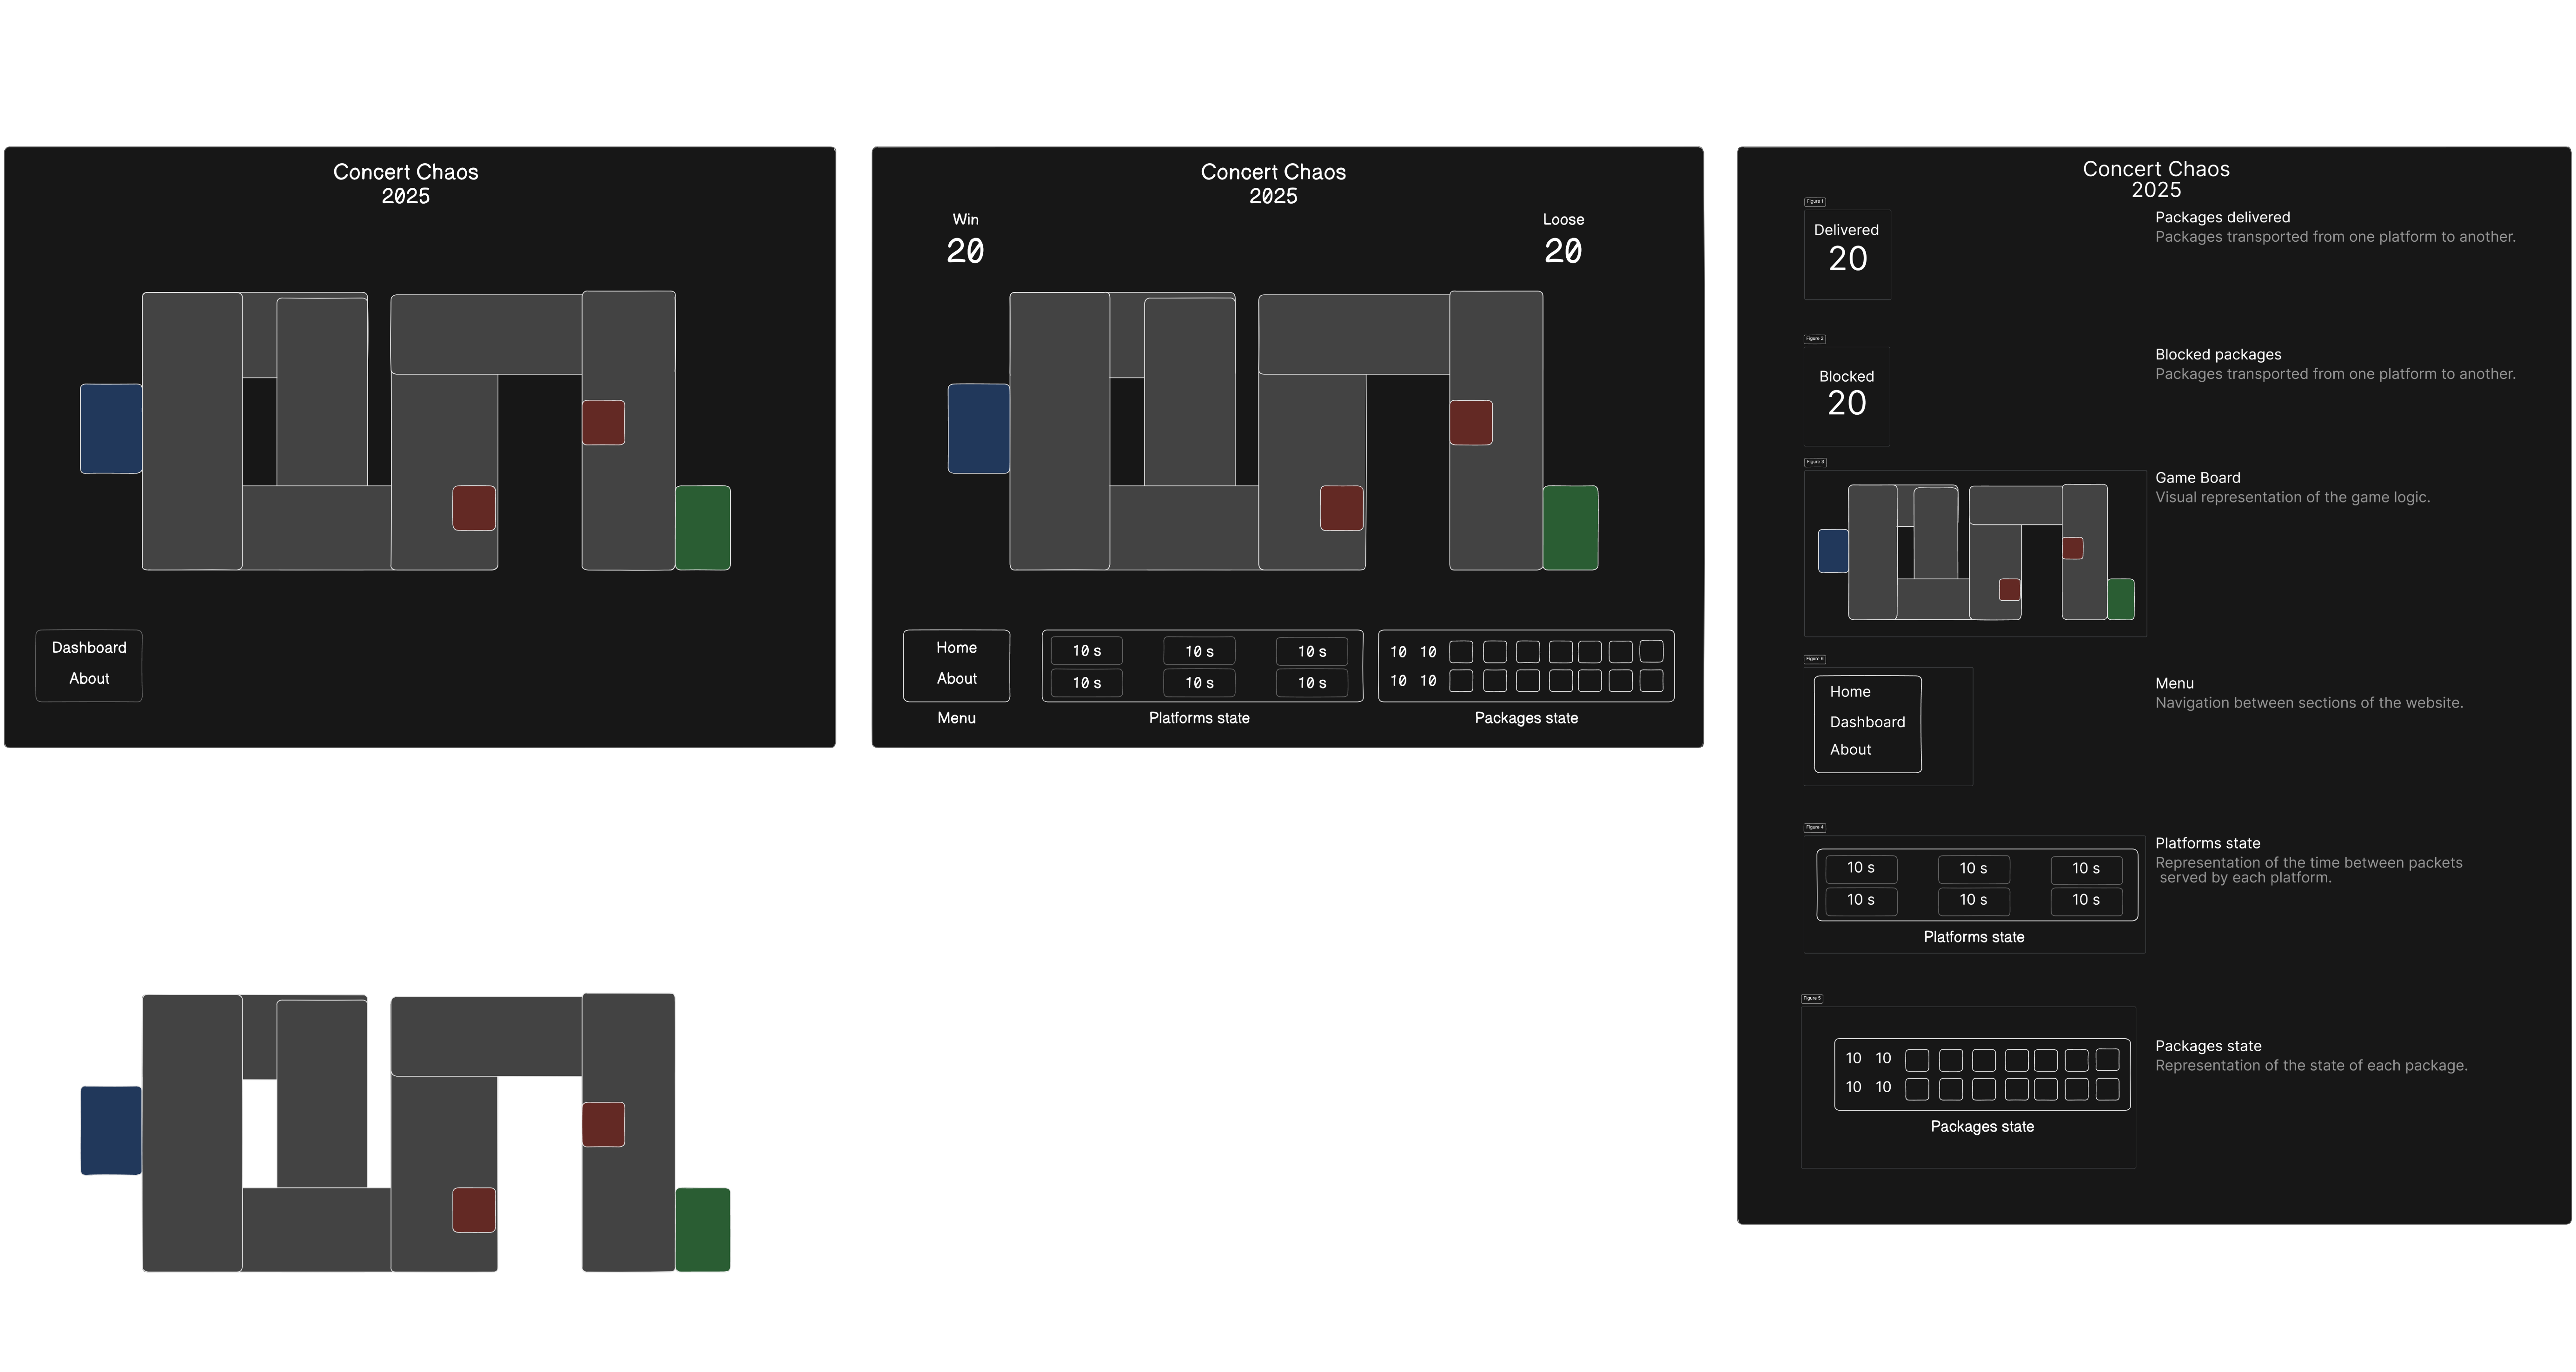 Concert Chaos
2025
Dashboard
About
Concert Chaos
2025
Win
20
Loose
20
Home
About
Menu
10 s 10 s 10 s
10 s 10 s 10 s
Platforms state
10 10
10 10
Packages state
Concert Chaos
2025
Figure 1
Delivered
20
Packages delivered
Packages transported from one platform to another.
Figure 2
Blocked
20
Blocked packages
Packages transported from one platform to another.
Figure 3
Game Board
Visual representation of the game logic.
Figure 6
Home
Dashboard
About
Menu
Navigation between sections of the website.
Figure 4
10 s 10 s 10 s
10 s 10 s 10 s
Platforms state
Platforms state
Representation of the time between packets
served by each platform.
Figure 5
10 10
10 10
Packages state
Packages state
Representation of the state of each package.